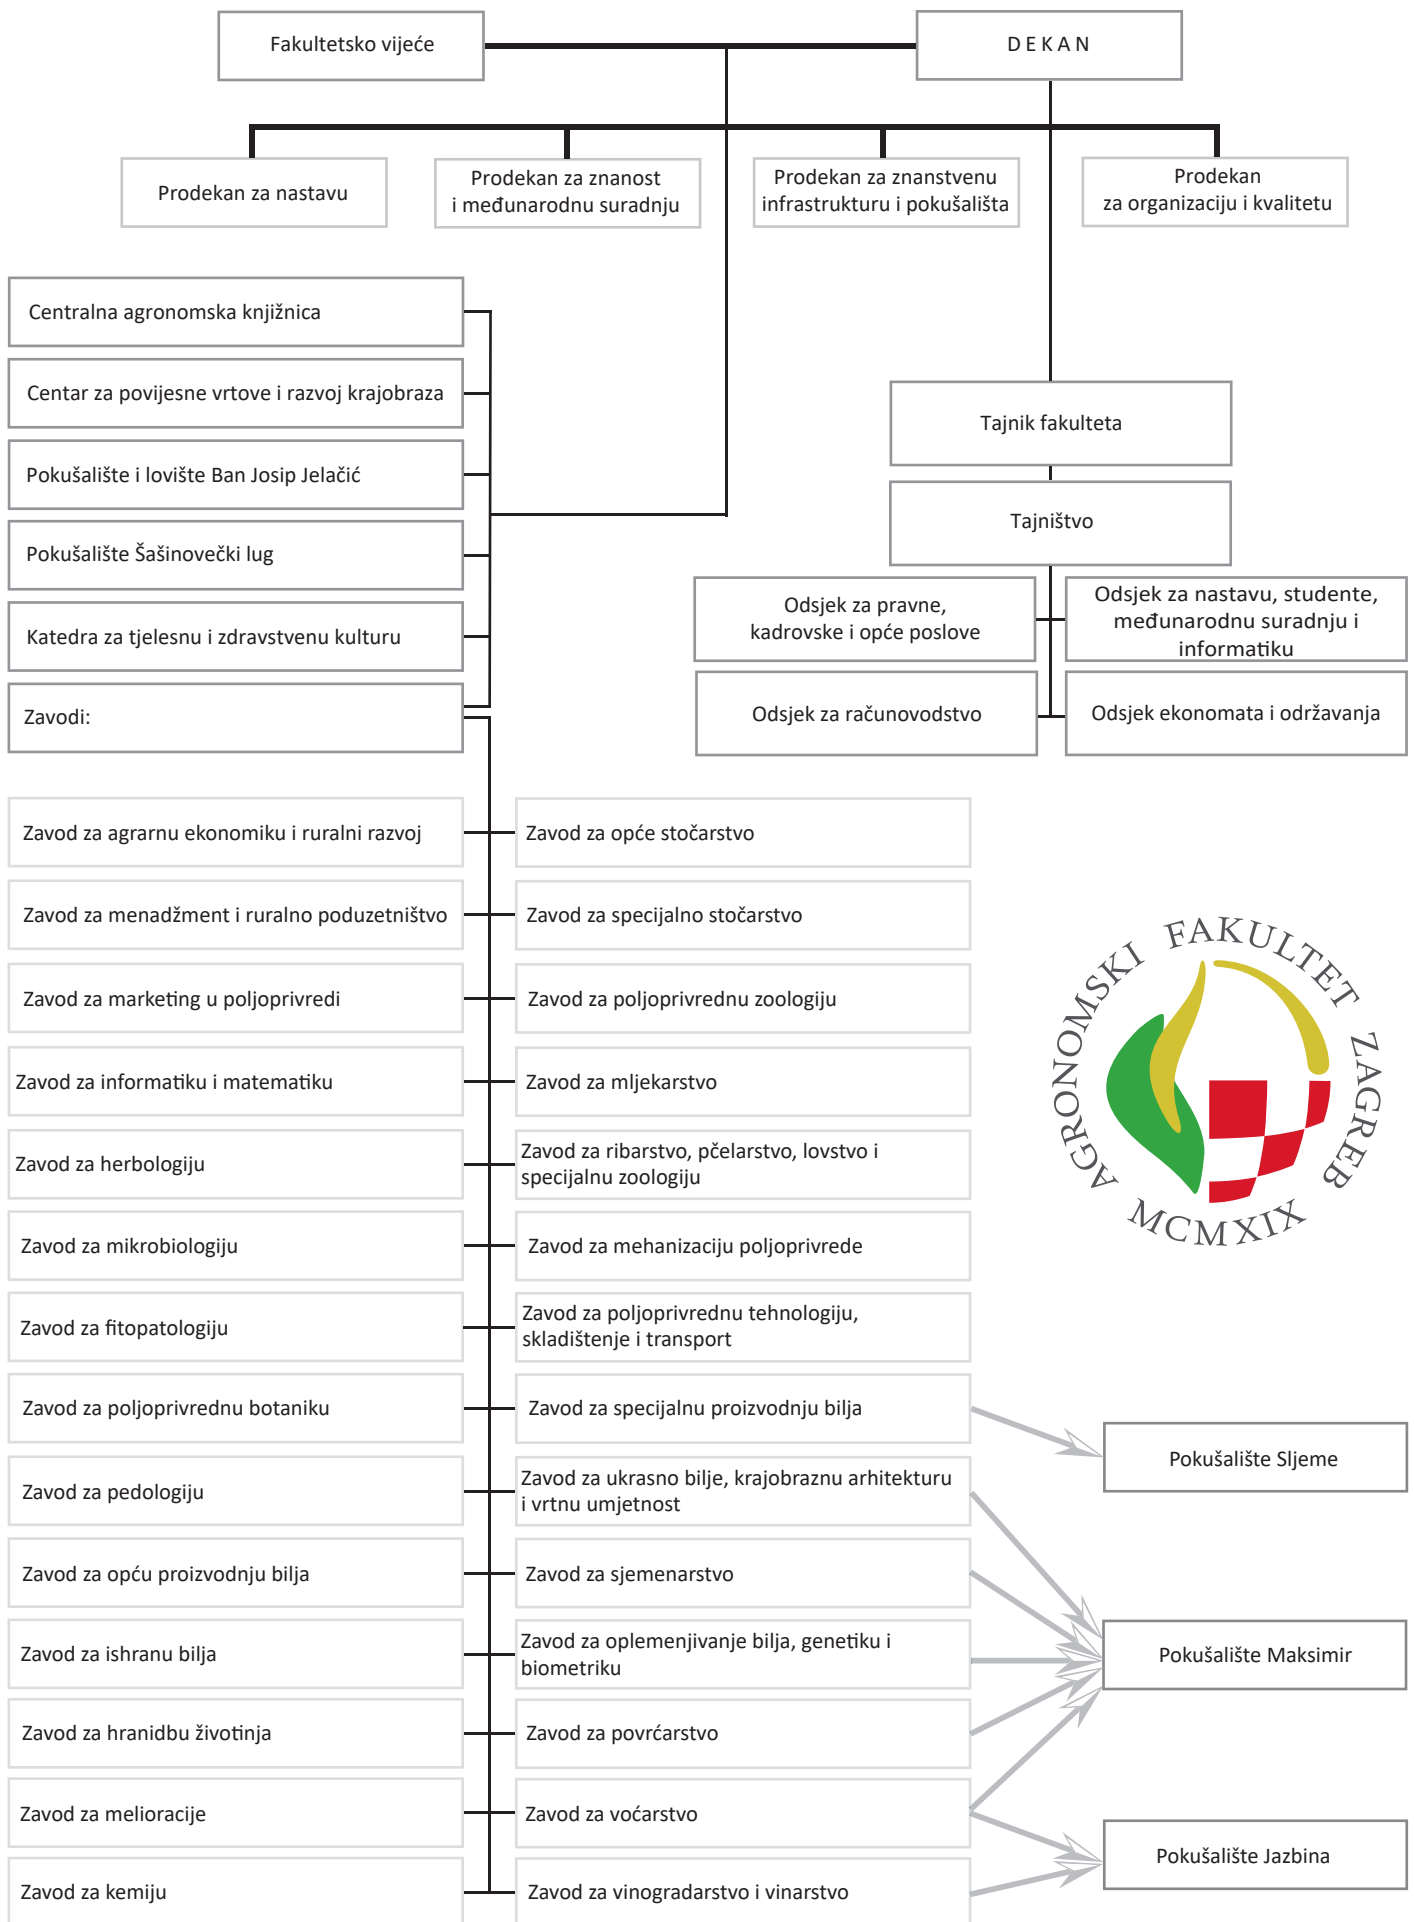 Fakultetsko vijeće
DEKAN
Prodekan za nastavu
Prodekan za znanost
i međunarodnu suradnju
Prodekan za znanstvenu
infrastrukturu i pokušališta
Prodekan
za organizaciju i kvalitetu
Centralna agronomska knjižnica
Centar za povijesne vrtove i razvoj krajobraza
Pokušalište i lovište Ban Josip Jelačić
Pokušalište Šašinovečki lug
Katedra za tjelesnu i zdravstvenu kulturu
Zavodi:
Tajnik fakulteta
Tajništvo
Odsjek za pravne,
kadrovske i opće poslove
Odsjek za nastavu, studente,
međunarodnu suradnju i
informatiku
Odsjek za računovodstvo
Odsjek ekonomata i održavanja
Zavod za agrarnu ekonomiku i ruralni razvoj
Zavod za opće stočarstvo
Zavod za menadžment i ruralno poduzetništvo
Zavod za specijalno stočarstvo
Zavod za marketing u poljoprivredi
Zavod za poljoprivrednu zoologiju
Zavod za informatiku i matematiku
Zavod za mljekarstvo
Zavod za herbologiju
Zavod za ribarstvo, pčelarstvo, lovstvo i
specijalnu zoologiju
Zavod za mikrobiologiju
Zavod za mehanizaciju poljoprivrede
Zavod za fitopatologiju
Zavod za poljoprivrednu tehnologiju,
skladištenje i transport
Zavod za poljoprivrednu botaniku
Zavod za specijalnu proizvodnju bilja
Zavod za pedologiju
Zavod za ukrasno bilje, krajobraznu arhitekturu
i vrtnu umjetnost
Zavod za opću proizvodnju bilja
Zavod za sjemenarstvo
Zavod za ishranu bilja
Zavod za oplemenjivanje bilja, genetiku i
biometriku
Zavod za hranidbu životinja
Zavod za povrćarstvo
Zavod za melioracije
Zavod za voćarstvo
Zavod za kemiju
Zavod za vinogradarstvo i vinarstvo
AGRONOMSKI FAKULTET ZAGREB
MCMXIX
Pokušalište Sljeme
Pokušalište Maksimir
Pokušalište Jazbina